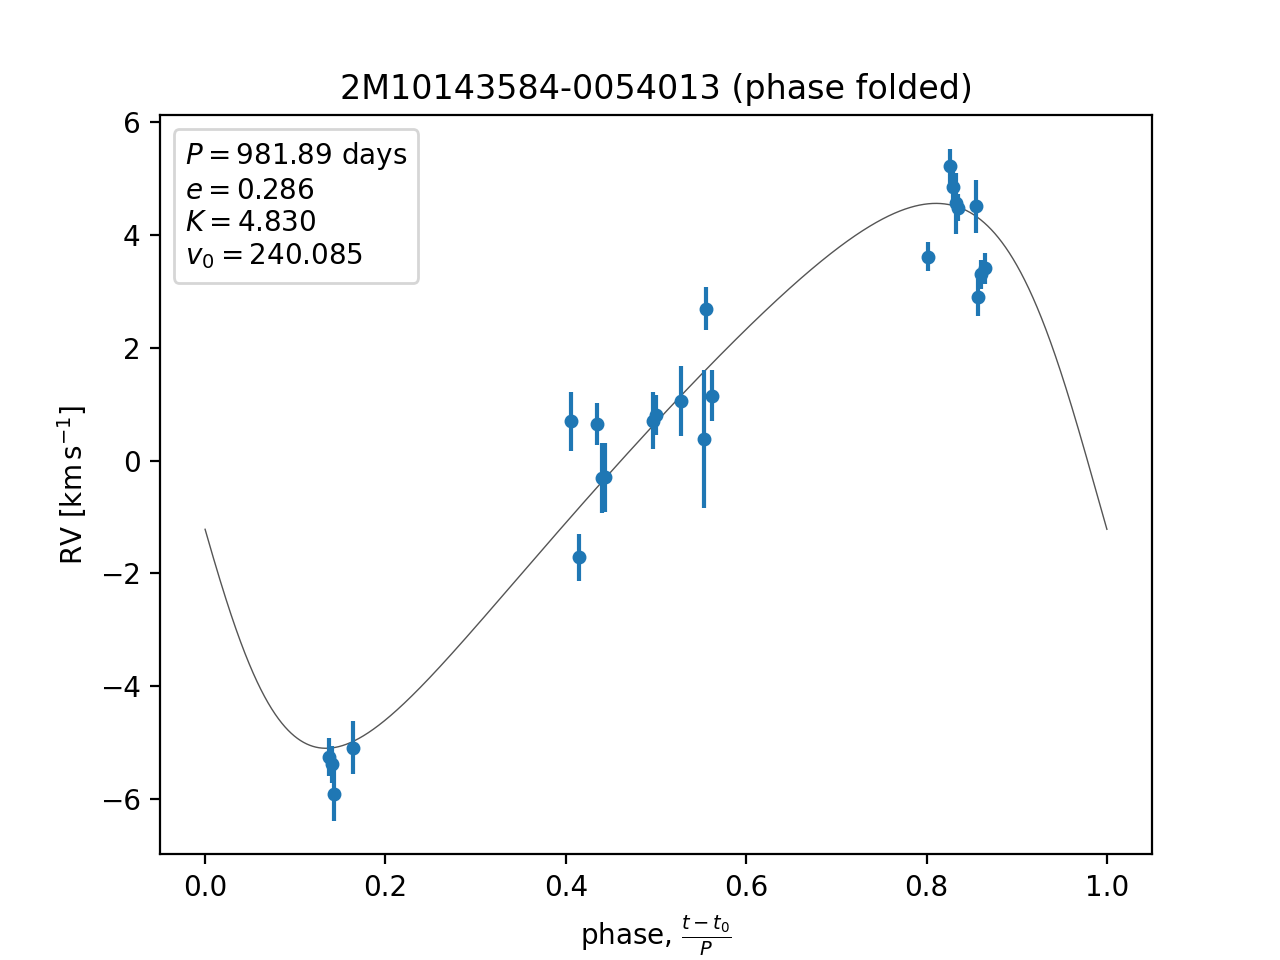 2M10143584-0054013 (phase folded)
P = 981.89 days
e = 0.286
K = 4.830
v₀ = 240.085
6
4
2
0
−2
−4
−6
RV [km s⁻¹]
0.0 0.2 0.4 0.6 0.8 1.0
phase, (t − t₀)/P